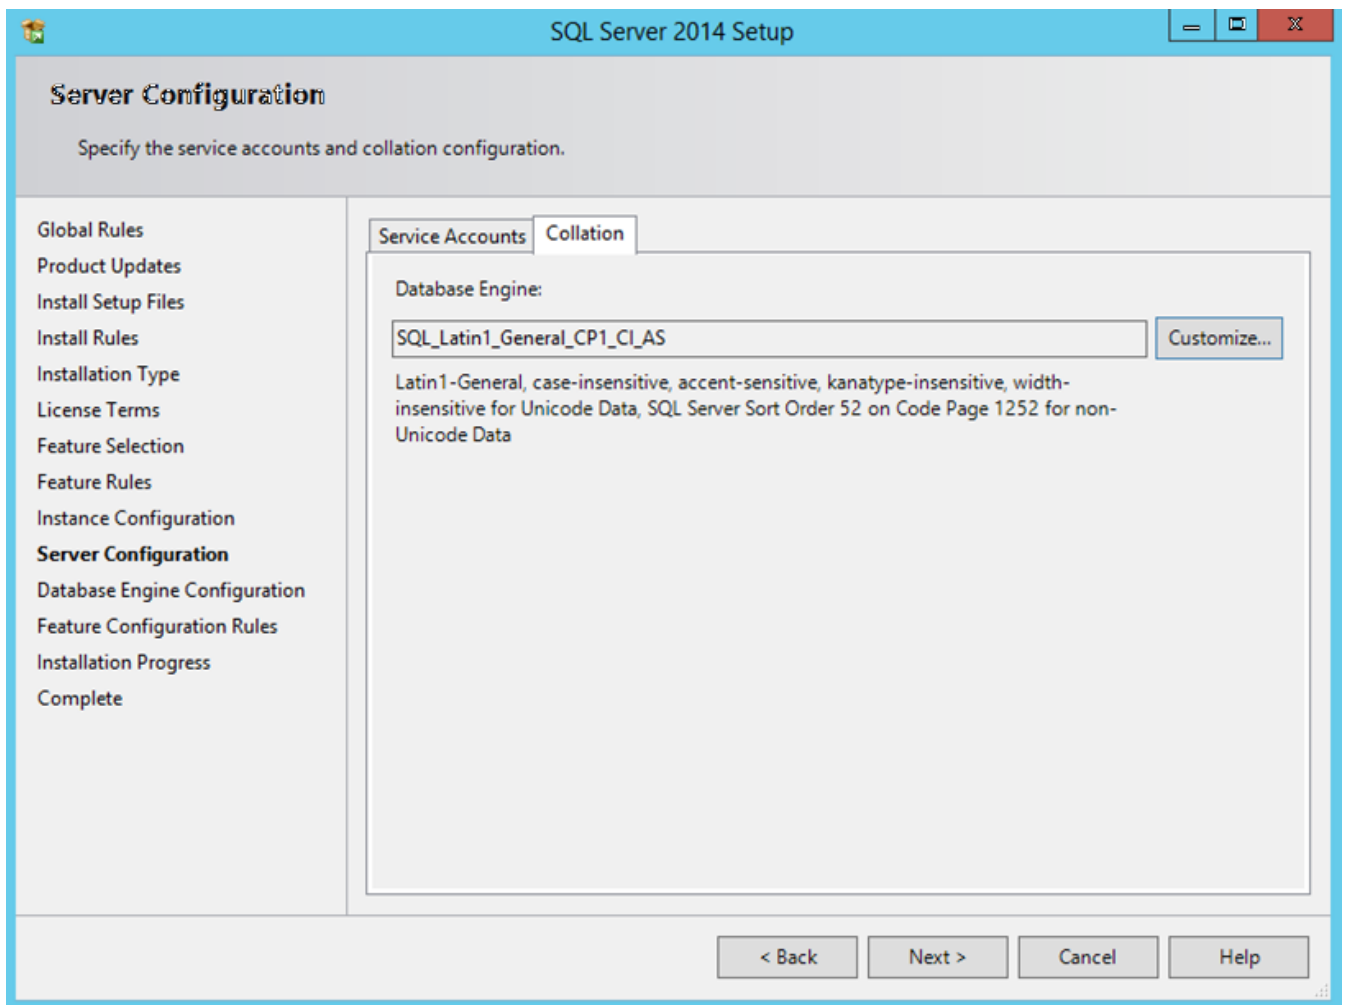 SQL Server 2014 Setup
Server Configuration
Specify the service accounts and collation configuration.
Global Rules
Product Updates
Install Setup Files
Install Rules
Installation Type
License Terms
Feature Selection
Feature Rules
Instance Configuration
Server Configuration
Database Engine Configuration
Feature Configuration Rules
Installation Progress
Complete
Service Accounts Collation
Database Engine:
SQL_Latin1_General_CP1_CI_AS Customize...
Latin1-General, case-insensitive, accent-sensitive, kanatype-insensitive, width-
insensitive for Unicode Data, SQL Server Sort Order 52 on Code Page 1252 for non-
Unicode Data
< Back Next > Cancel Help